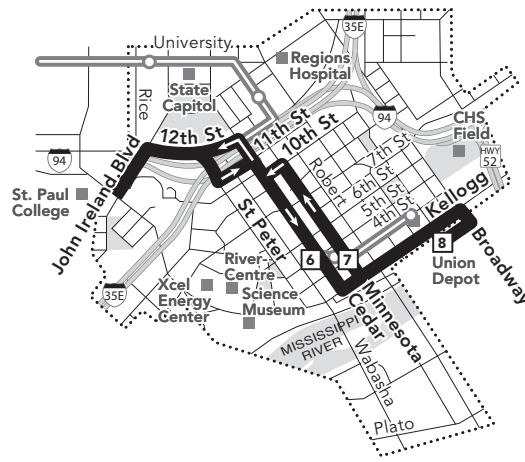 35E
University
Regions
Hospital
State
Capitol
Rice
94
CHS
Field
12th St
11th St
10th St
7th St
6th St
5th St
4th St
Robert
HWY
52
94
St. Paul
College
John Ireland Blvd
St Peter
Kellogg
Broadway
River-
Centre
6
7
8
Union
Depot
Xcel
Energy
Center
Science
Museum
35E
Minnesota
Cedar
MISSISSIPPI
RIVER
Wabasha
Plato